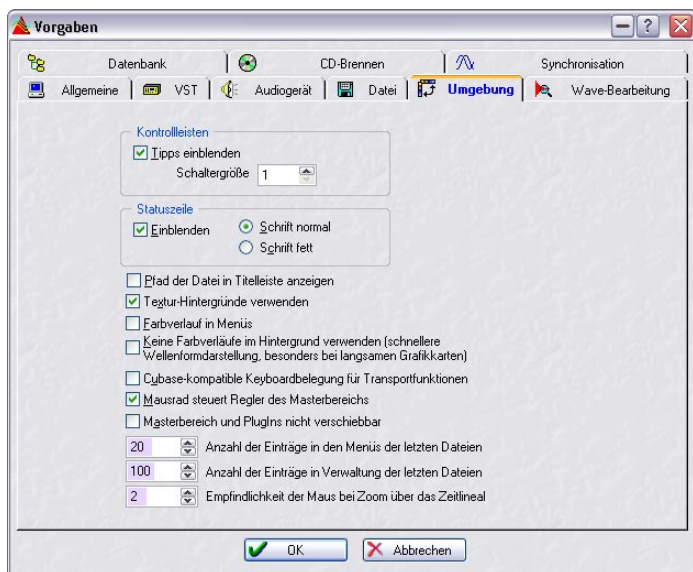 Vorgaben
Datenbank
CD-Brennen
Synchronisation
Allgemeine
VST
Audiogerät
Datei
Umgebung
Wave-Bearbeitung
Kontrolleisten
Tipps einblenden
Schaltergröße 1
Statuszeile
Einblenden
Schrift normal
Schrift fett
Pfad der Datei in Titelleiste anzeigen
Textur-Hintergründe verwenden
Farbverlauf in Menüs
Keine Farbverläufe im Hintergrund verwenden (schnellere
Wellenformdarstellung, besonders bei langsamen Grafikkarten)
Cubase-kompatible Keyboardbelegung für Transportfunktionen
Mausrad steuert Regler des Masterbereichs
Masterbereich und PlugIns nicht verschiebbar
20 Anzahl der Einträge in den Menüs der letzten Dateien
100 Anzahl der Einträge in Verwaltung der letzten Dateien
2 Empfindlichkeit der Maus bei Zoom über das Zeitlineal
OK
Abbrechen